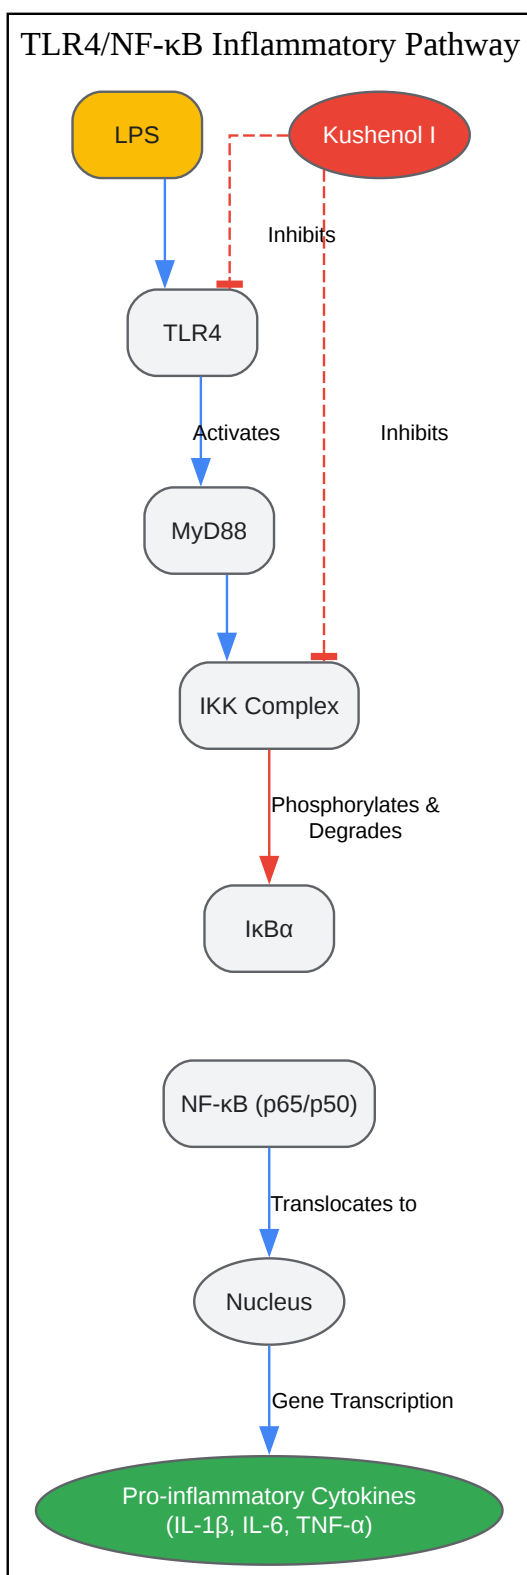 TLR4/NF-κB Inflammatory Pathway
LPS
Kushenol I
Inhibits
TLR4
Activates
Inhibits
MyD88
IKK Complex
Phosphorylates &
Degrades
IκBα
NF-κB (p65/p50)
Translocates to
Nucleus
Gene Transcription
Pro-inflammatory Cytokines
(IL-1β, IL-6, TNF-α)